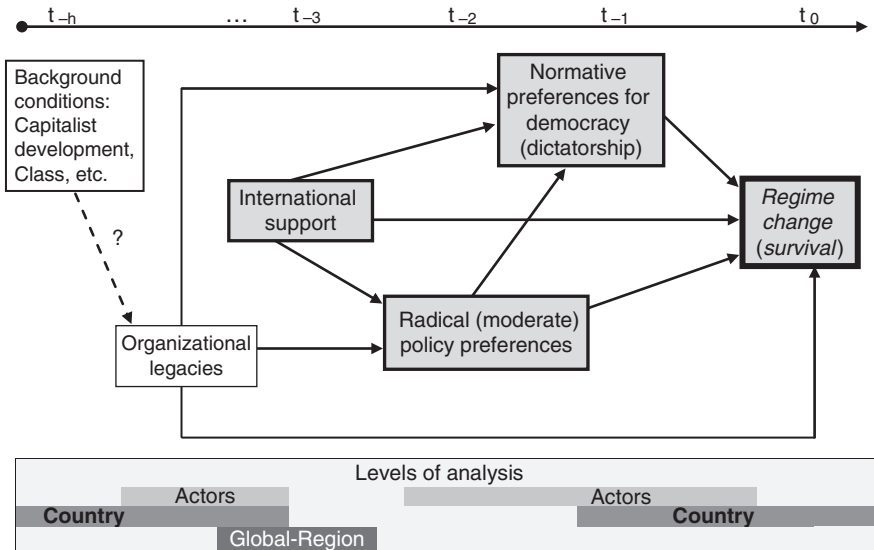 t–h … t–3 t–2 t–1 t0
Background
conditions:
Capitalist
development,
Class, etc.
Normative
preferences for
democracy
(dictatorship)
International
support
Regime
change
(survival)
?
Organizational
legacies
Radical (moderate)
policy preferences
Levels of analysis
Actors Actors
Country Country
Global-Region